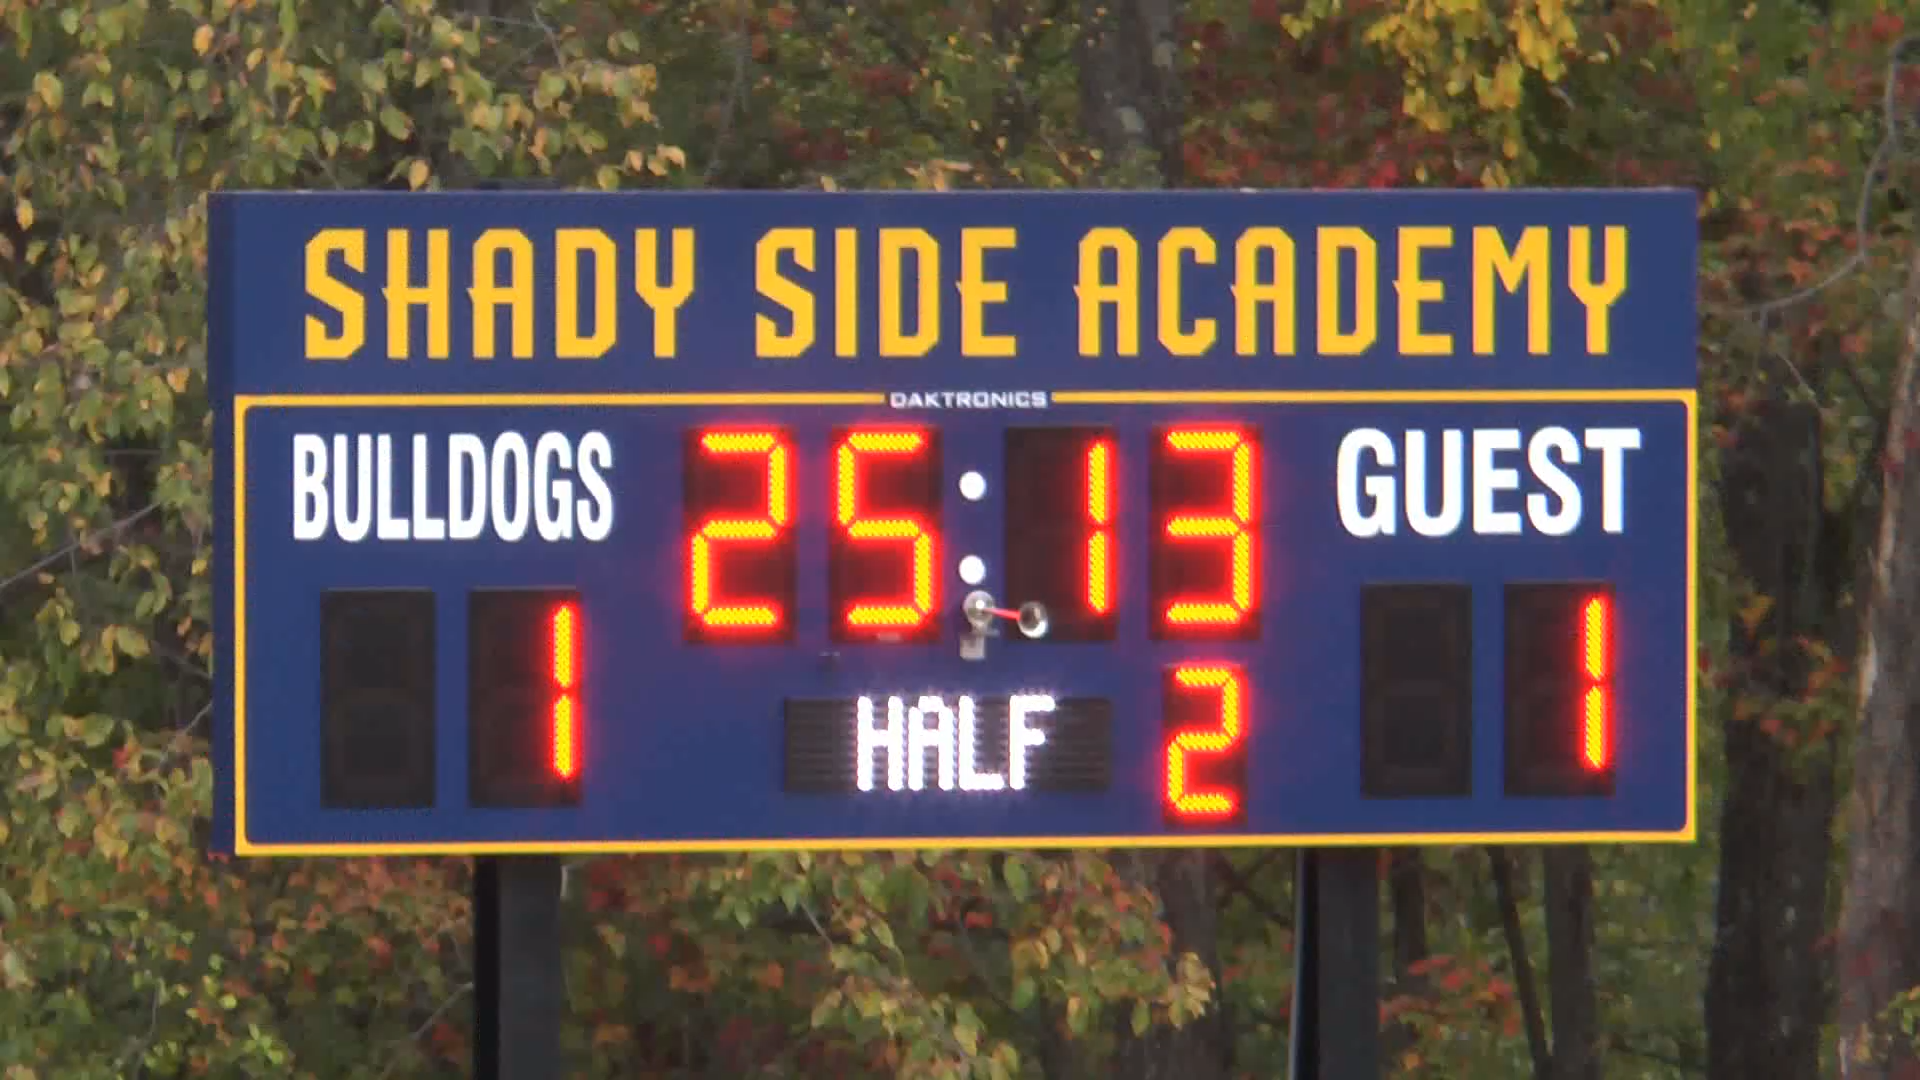 SHADY SIDE ACADEMY
DAKTRONICS
BULLDOGS 25:13 GUEST
1 HALF 2 1